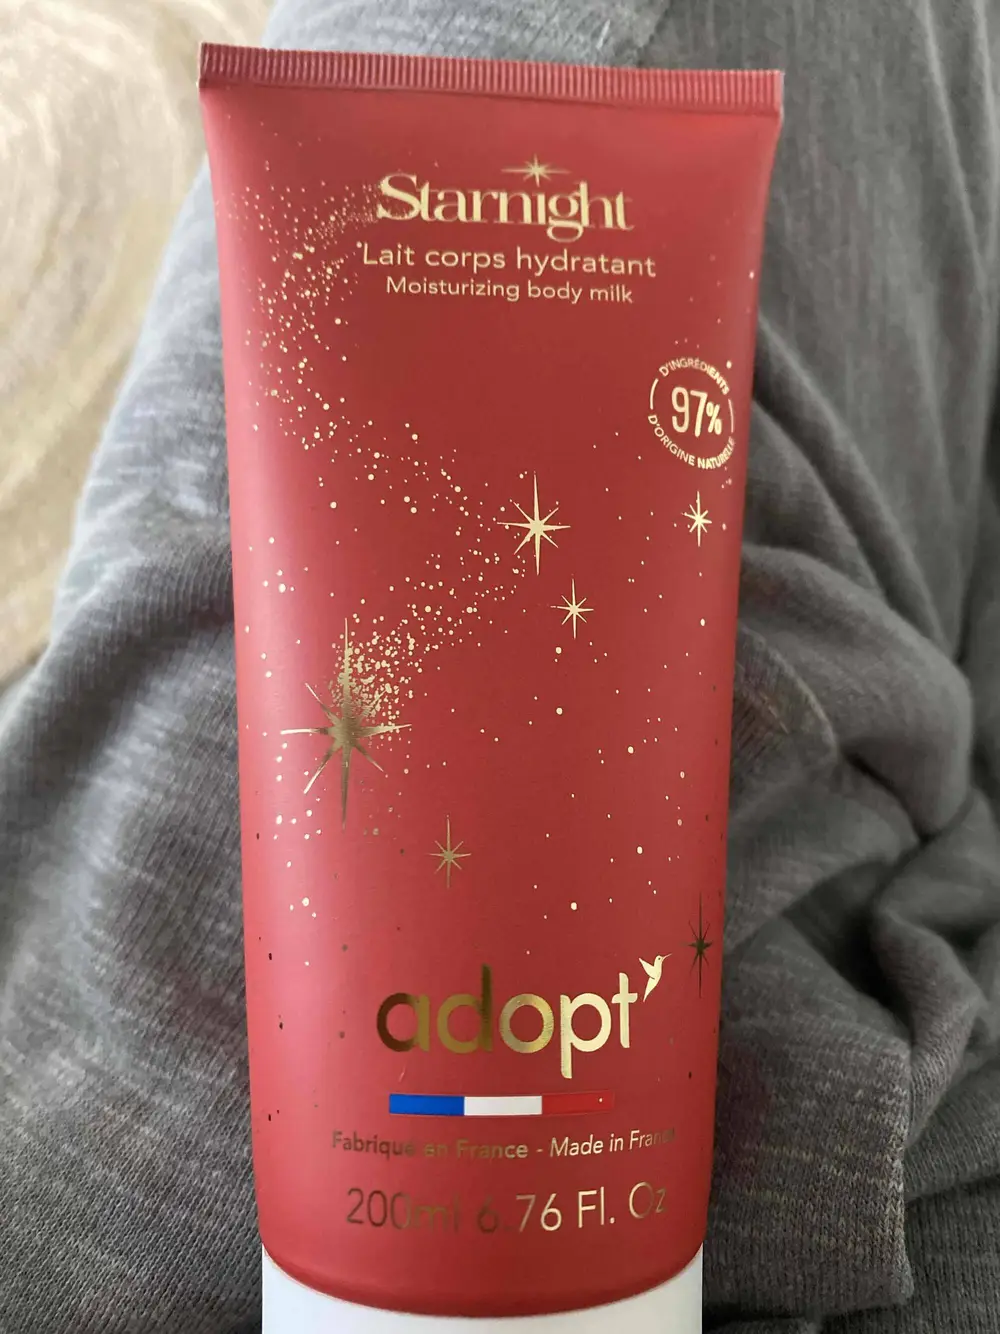 Starnight
Lait corps hydratant
Moisturizing body milk
D'INGRÉDIENTS
97%
D'ORIGINE NATURELLE
adopt'
Fabriqué en France - Made in France
200ml 6.76 Fl. Oz